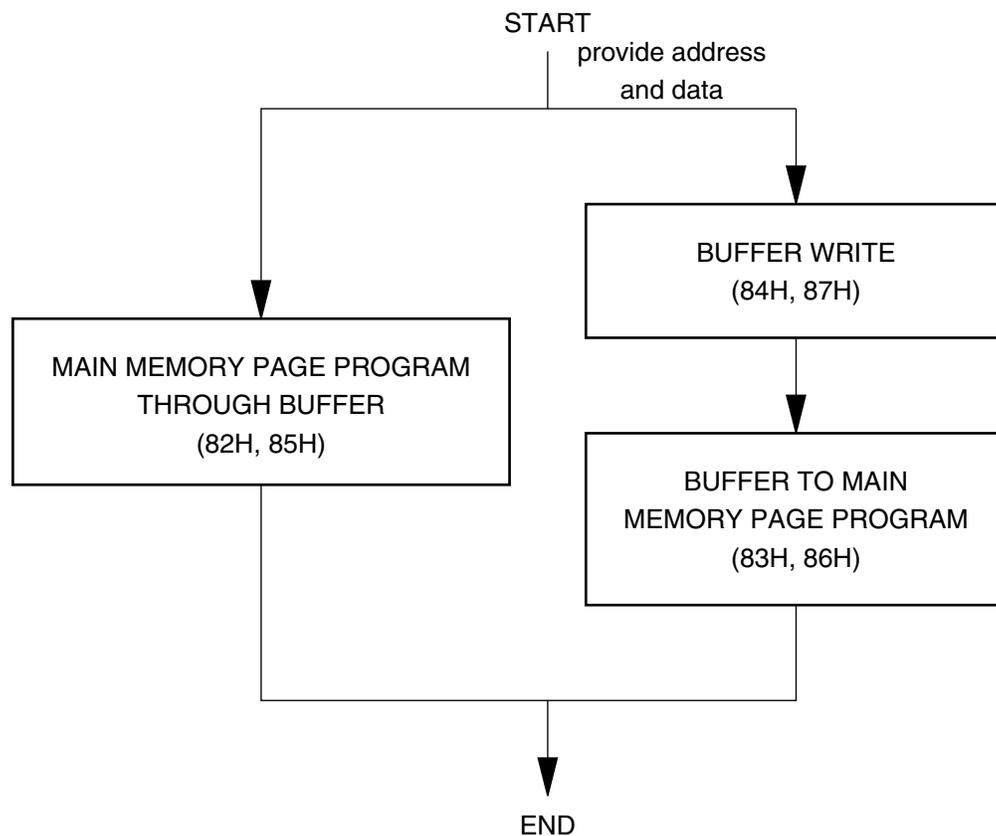 START
provide address
and data
BUFFER WRITE
(84H, 87H)
MAIN MEMORY PAGE PROGRAM
THROUGH BUFFER
(82H, 85H)
BUFFER TO MAIN
MEMORY PAGE PROGRAM
(83H, 86H)
END